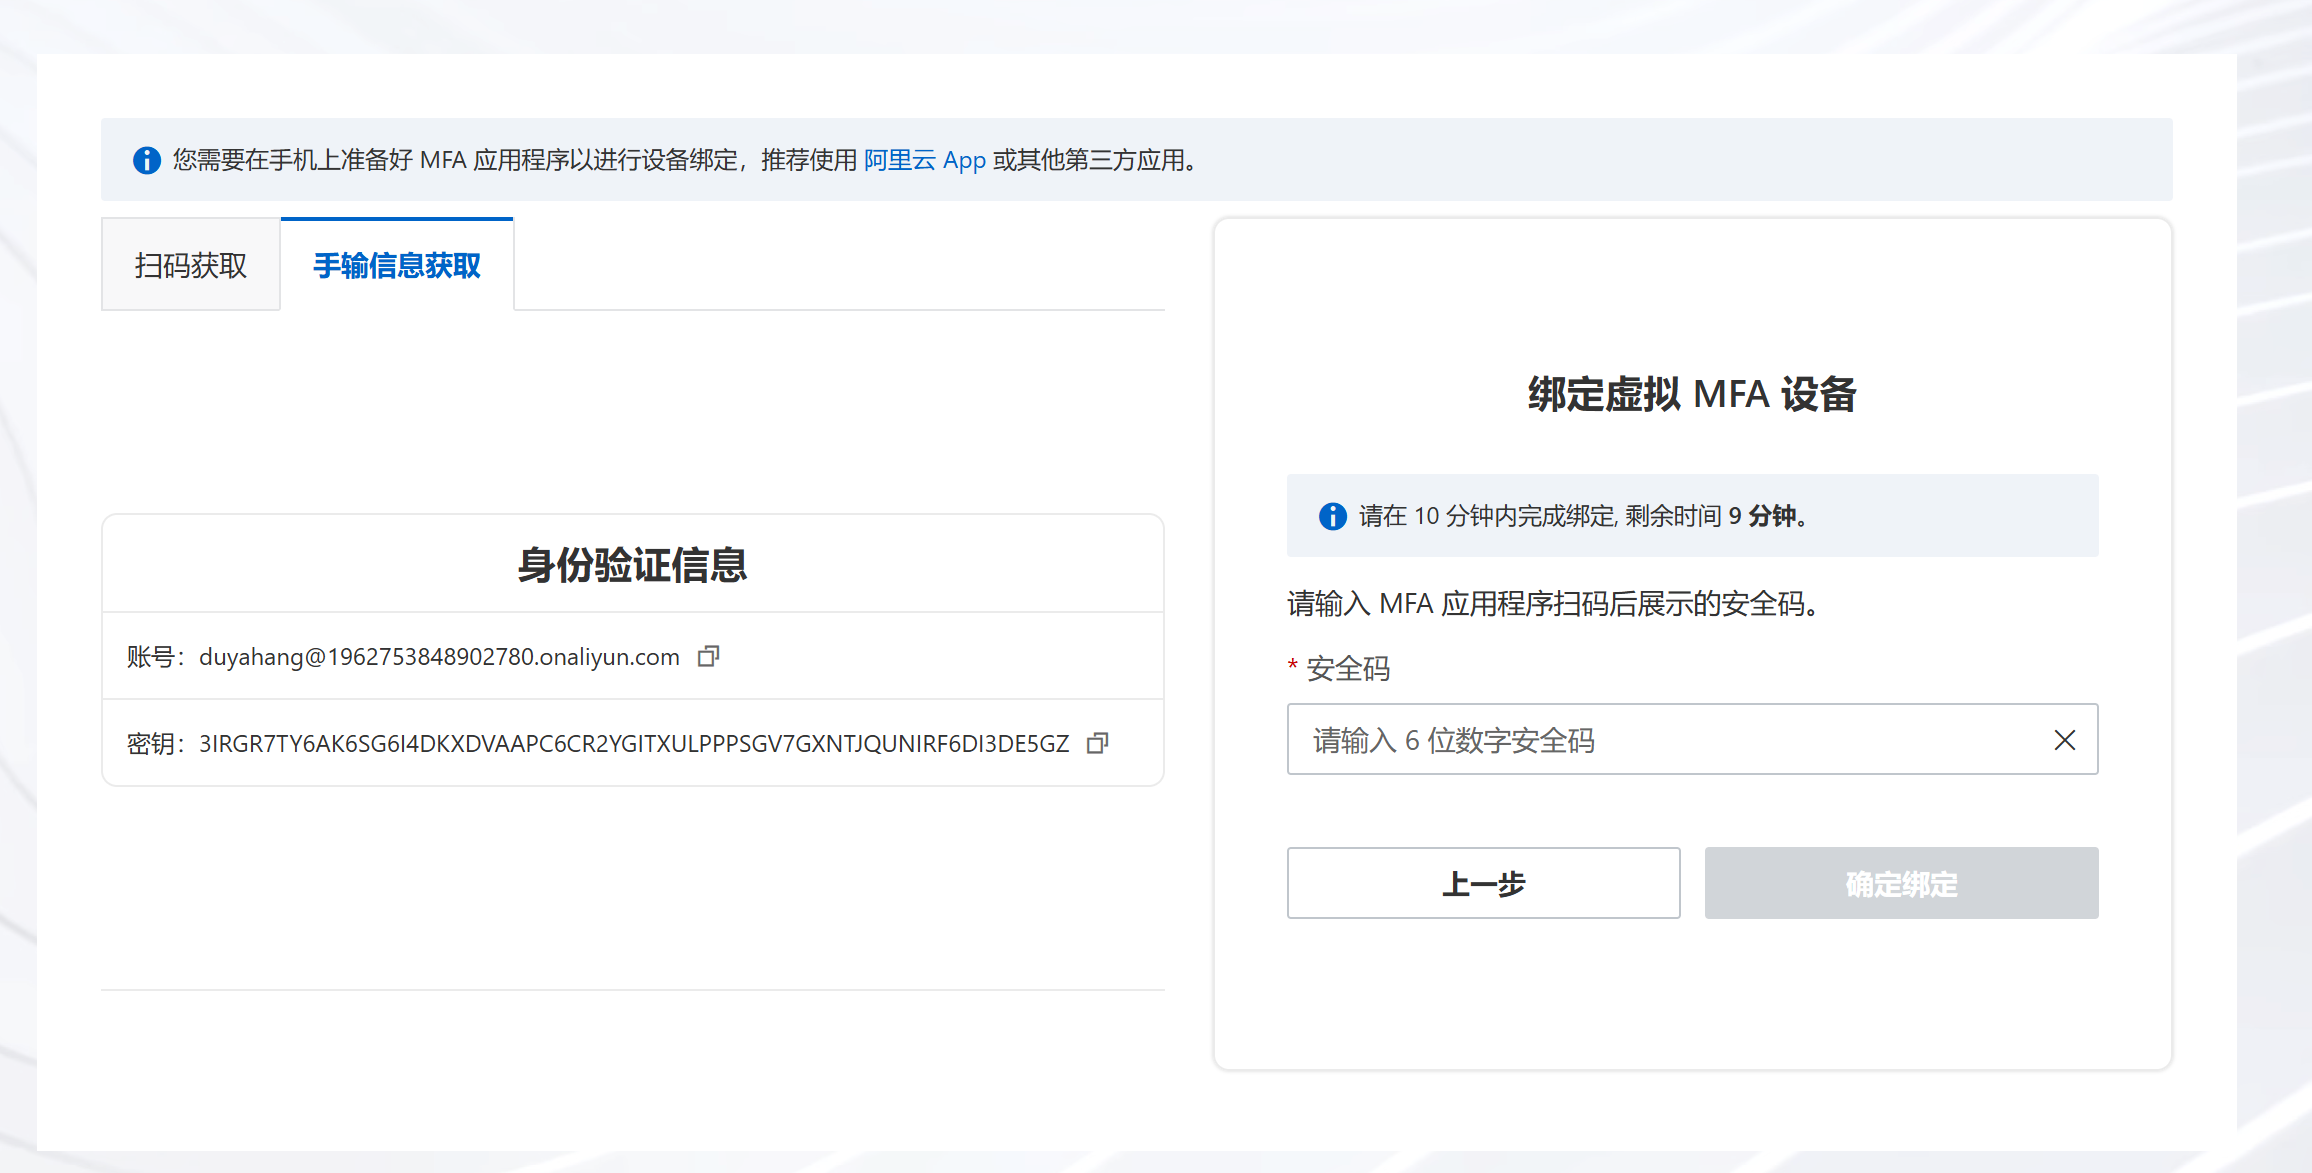 您需要在手机上准备好 MFA 应用程序以进行设备绑定，推荐使用 阿里云 App 或其他第三方应用。
扫码获取
手输信息获取
身份验证信息
账号：duyahang@1962753848902780.onaliyun.com
密钥：3IRGR7TY6AK6SG6I4DKXDVAAPC6CR2YGITXULPPPSGV7GXNTJQUNIRF6DI3DE5GZ
绑定虚拟 MFA 设备
请在 10 分钟内完成绑定, 剩余时间 9 分钟。
请输入 MFA 应用程序扫码后展示的安全码。
* 安全码
请输入 6 位数字安全码
上一步
确定绑定